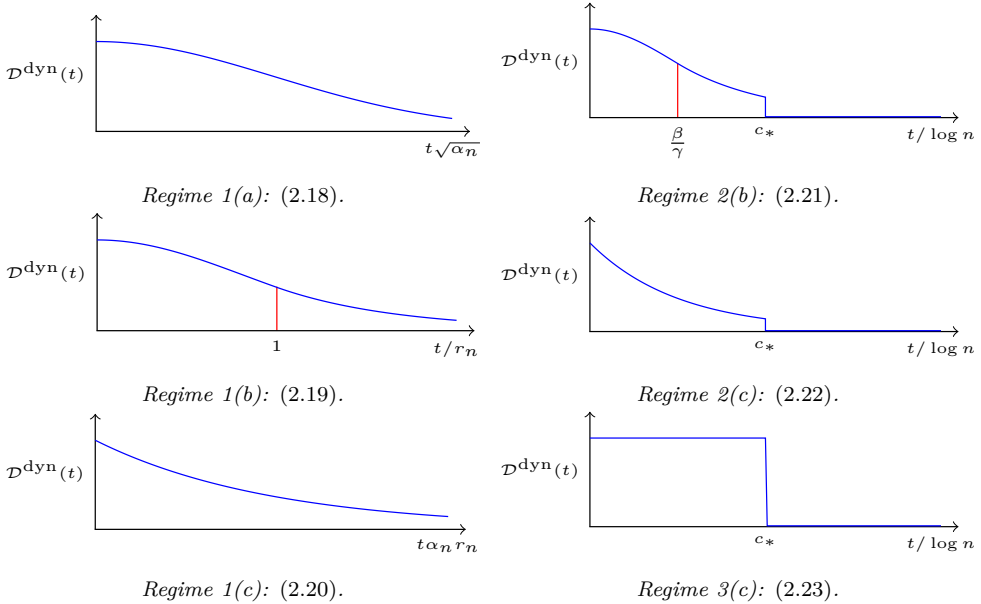 𝒟^dyn(t)
t√α_n
Regime 1(a): (2.18).
𝒟^dyn(t)
β/γ
c_*
t/ log n
Regime 2(b): (2.21).
𝒟^dyn(t)
1
t/r_n
Regime 1(b): (2.19).
𝒟^dyn(t)
c_*
t/ log n
Regime 2(c): (2.22).
𝒟^dyn(t)
tα_n r_n
Regime 1(c): (2.20).
𝒟^dyn(t)
c_*
t/ log n
Regime 3(c): (2.23).